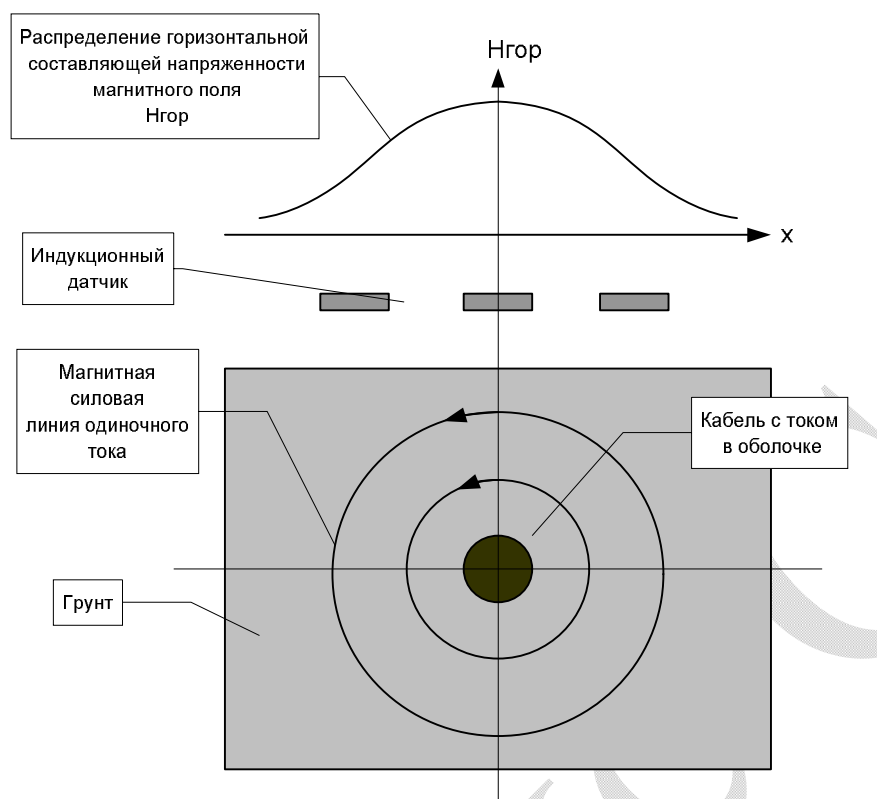 Распределение горизонтальной
составляющей напряженности
магнитного поля
Нгор
Нгор
x
Индукционный
датчик
Магнитная
силовая
линия одиночного
тока
Кабель с током
в оболочке
Грунт